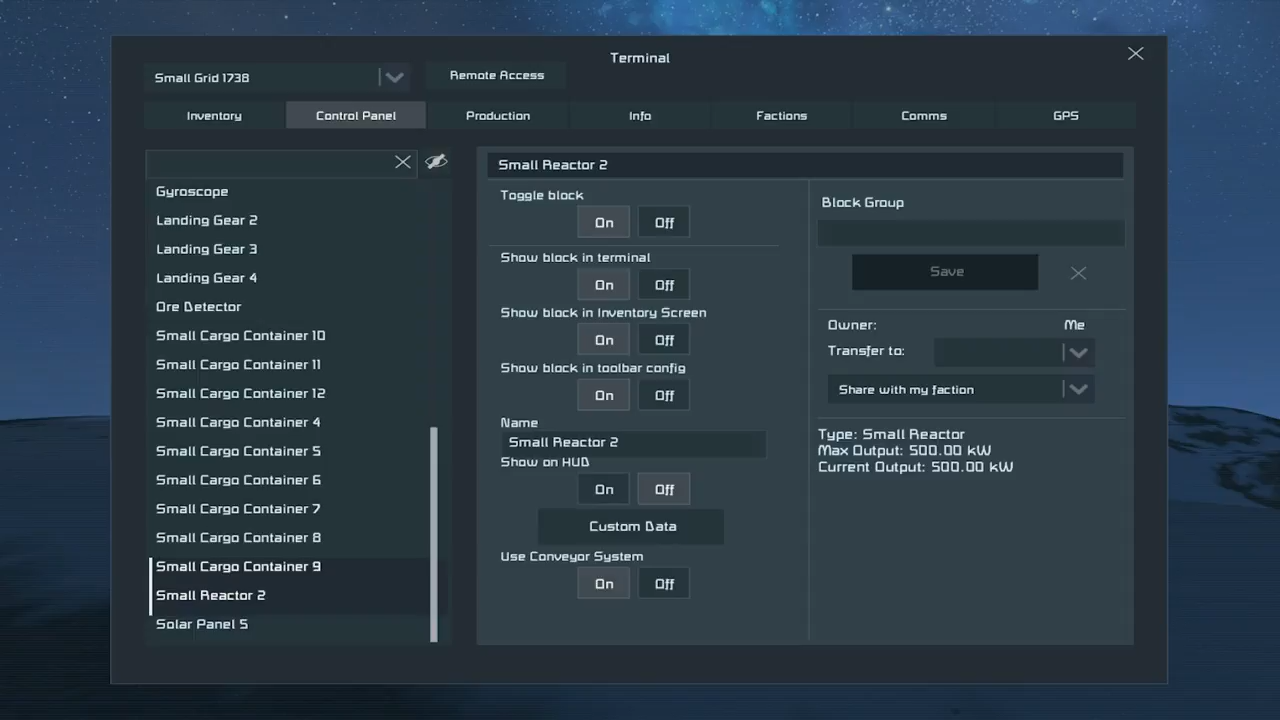 Terminal
Small Grid 1738
Remote Access
Inventory
Control Panel
Production
Info
Factions
Comms
GPS
Gyroscope
Landing Gear 2
Landing Gear 3
Landing Gear 4
Ore Detector
Small Cargo Container 10
Small Cargo Container 11
Small Cargo Container 12
Small Cargo Container 4
Small Cargo Container 5
Small Cargo Container 6
Small Cargo Container 7
Small Cargo Container 8
Small Cargo Container 9
Small Reactor 2
Solar Panel 5
Small Reactor 2
Toggle block
On Off
Show block in terminal
On Off
Show block in Inventory Screen
On Off
Show block in toolbar config
On Off
Name
Small Reactor 2
Show on HUD
On Off
Custom Data
Use Conveyor System
On Off
Block Group
Save
Owner: Me
Transfer to:
Share with my faction
Type: Small Reactor
Max Output: 500.00 kW
Current Output: 500.00 kW